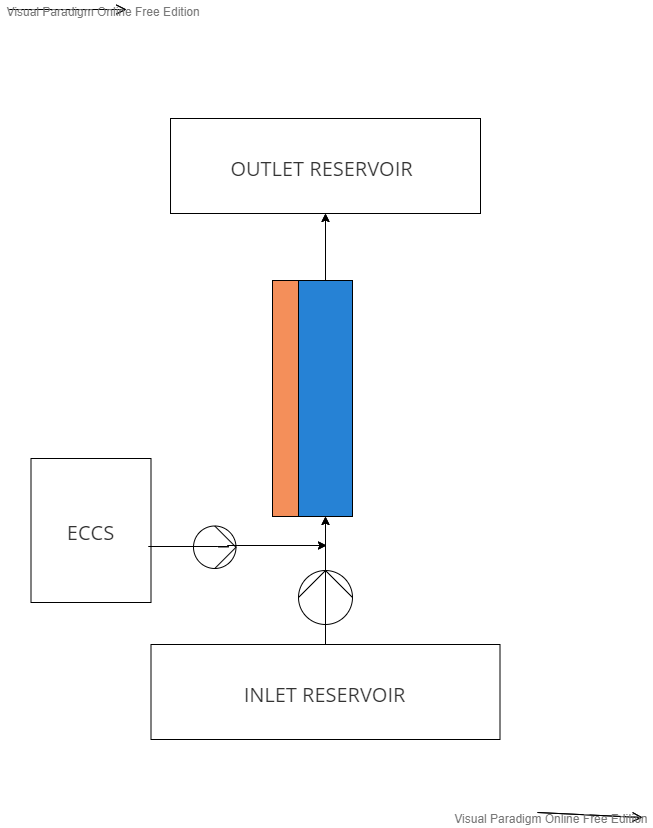 Visual Paradigm Online Free Edition
OUTLET RESERVOIR
ECCS
INLET RESERVOIR
Visual Paradigm Online Free Edition